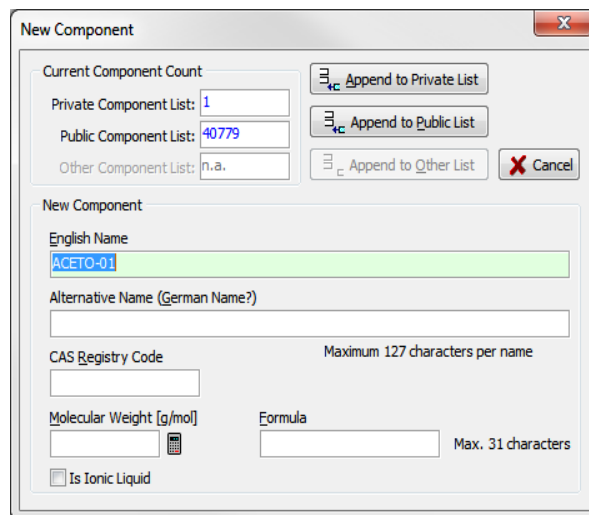 New Component
x
Current Component Count
Private Component List: 1
Public Component List: 40779
Other Component List: n.a.
Append to Private List
Append to Public List
Append to Other List
Cancel
New Component
English Name
ACETO-01
Alternative Name (German Name?)
CAS Registry Code
Maximum 127 characters per name
Molecular Weight [g/mol]
Formula
Max. 31 characters
Is Ionic Liquid